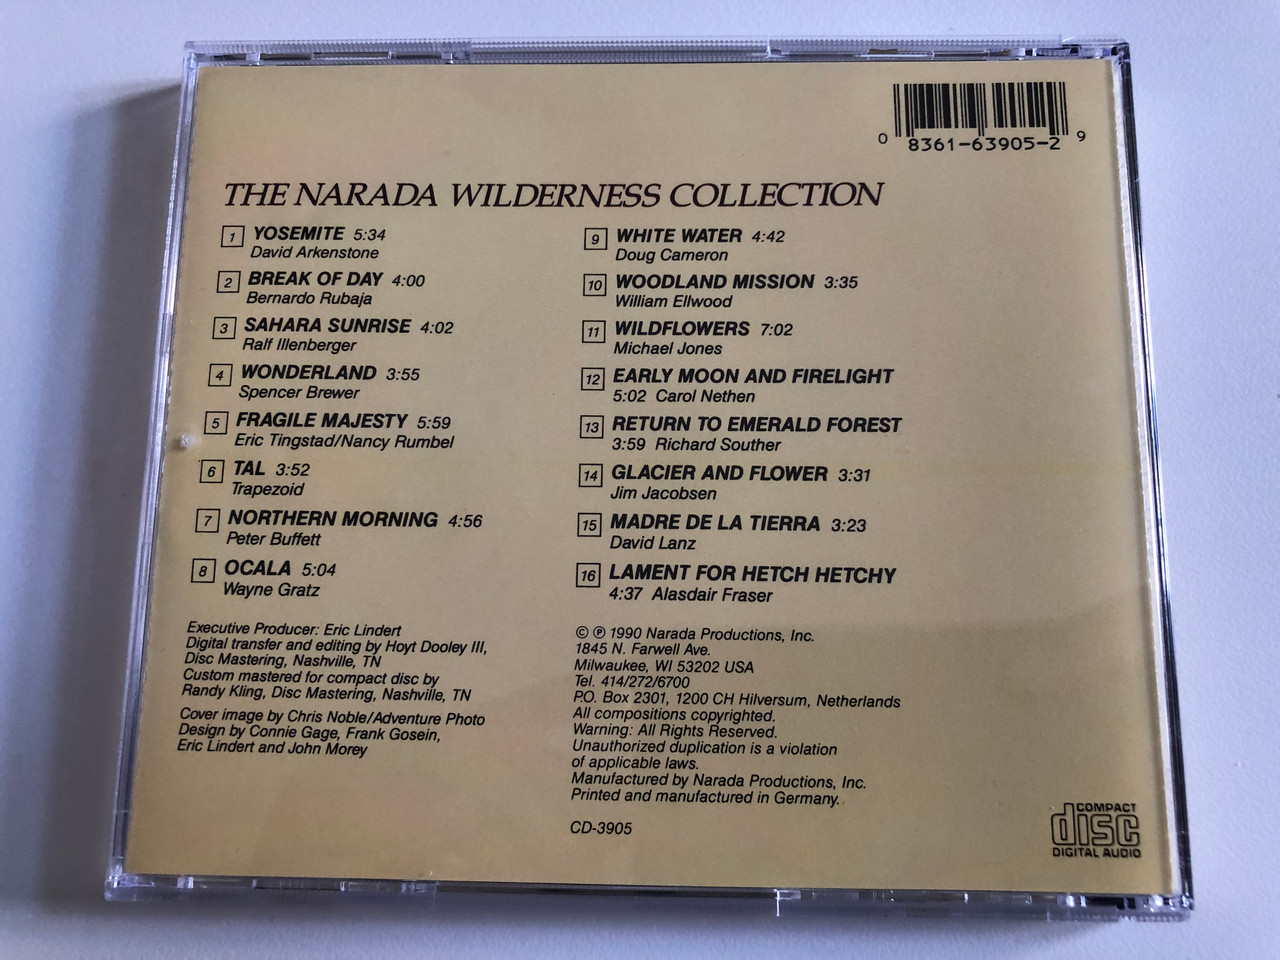 0 8361-63905-2 9
THE NARADA WILDERNESS COLLECTION
1 YOSEMITE 5:34
David Arkenstone
2 BREAK OF DAY 4:00
Bernardo Rubaja
3 SAHARA SUNRISE 4:02
Ralf Illenberger
4 WONDERLAND 3:55
Spencer Brewer
5 FRAGILE MAJESTY 5:59
Eric Tingstad/Nancy Rumbel
6 TAL 3:52
Trapezoid
7 NORTHERN MORNING 4:56
Peter Buffett
8 OCALA 5:04
Wayne Gratz
9 WHITE WATER 4:42
Doug Cameron
10 WOODLAND MISSION 3:35
William Ellwood
11 WILDFLOWERS 7:02
Michael Jones
12 EARLY MOON AND FIRELIGHT
5:02 Carol Nethen
13 RETURN TO EMERALD FOREST
3:59 Richard Souther
14 GLACIER AND FLOWER 3:31
Jim Jacobsen
15 MADRE DE LA TIERRA 3:23
David Lanz
16 LAMENT FOR HETCH HETCHY
4:37 Alasdair Fraser
Executive Producer: Eric Lindert
Digital transfer and editing by Hoyt Dooley III,
Disc Mastering, Nashville, TN
Custom mastered for compact disc by
Randy Kling, Disc Mastering, Nashville, TN
Cover image by Chris Noble/Adventure Photo
Design by Connie Gage, Frank Gosein,
Eric Lindert and John Morey
© ℗ 1990 Narada Productions, Inc.
1845 N. Farwell Ave.
Milwaukee, WI 53202 USA
Tel. 414/272/6700
P.O. Box 2301, 1200 CH Hilversum, Netherlands
All compositions copyrighted.
Warning: All Rights Reserved.
Unauthorized duplication is a violation
of applicable laws.
Manufactured by Narada Productions, Inc.
Printed and manufactured in Germany.
CD-3905
COMPACT
disc
DIGITAL AUDIO